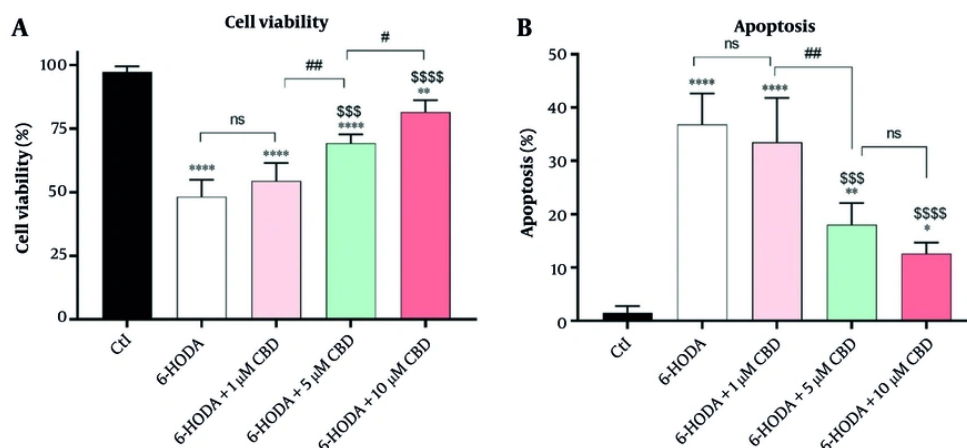 A
Cell viability
Cell viability (%)
100
75
50
25
0
ns
##
#
****
****
$$$
****
$$$$
**
Ctl
6-HODA
6-HODA + 1 μM CBD
6-HODA + 5 μM CBD
6-HODA + 10 μM CBD
B
Apoptosis
Apoptosis (%)
50
40
30
20
10
0
ns
##
ns
****
****
$$$
**
$$$$
*
Ctl
6-HODA
6-HODA + 1 μM CBD
6-HODA + 5 μM CBD
6-HODA + 10 μM CBD